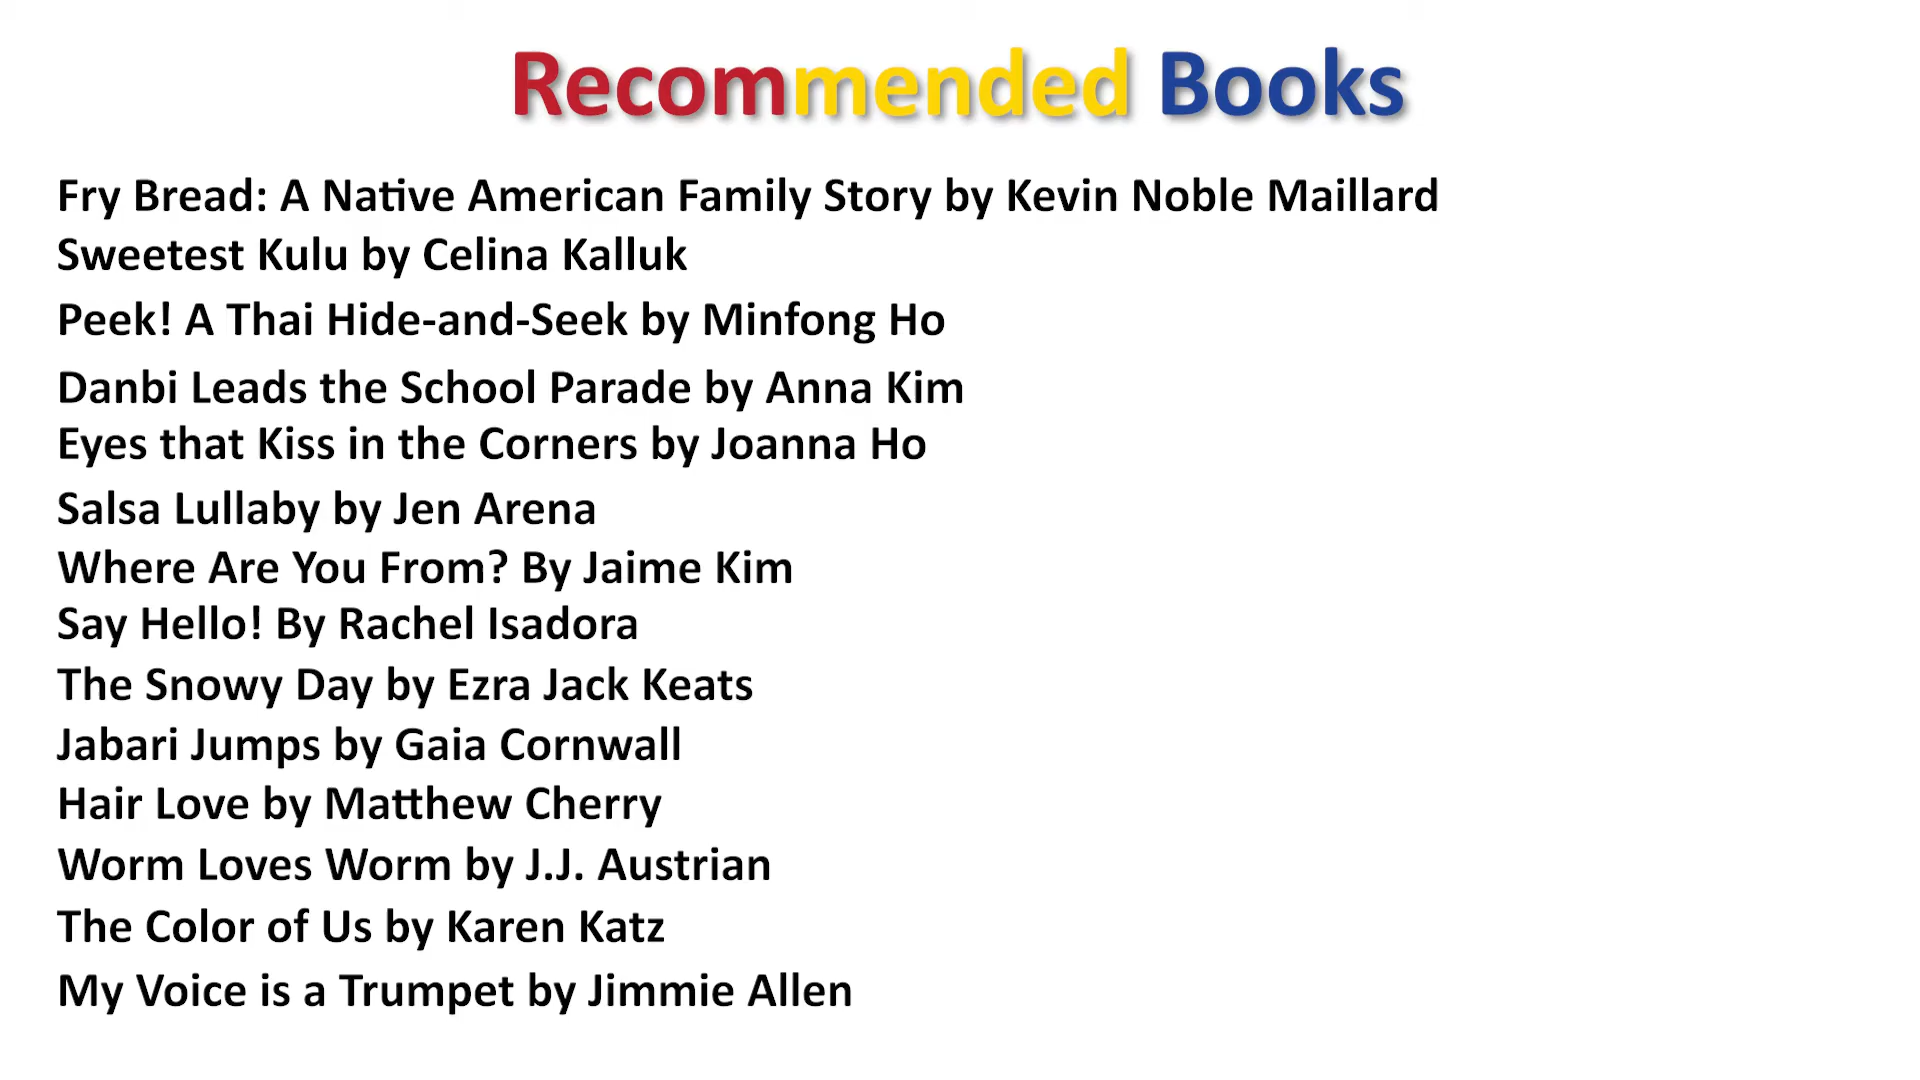 Recommended Books
Fry Bread: A Native American Family Story by Kevin Noble Maillard
Sweetest Kulu by Celina Kalluk
Peek! A Thai Hide-and-Seek by Minfong Ho
Danbi Leads the School Parade by Anna Kim
Eyes that Kiss in the Corners by Joanna Ho
Salsa Lullaby by Jen Arena
Where Are You From? By Jaime Kim
Say Hello! By Rachel Isadora
The Snowy Day by Ezra Jack Keats
Jabari Jumps by Gaia Cornwall
Hair Love by Matthew Cherry
Worm Loves Worm by J.J. Austrian
The Color of Us by Karen Katz
My Voice is a Trumpet by Jimmie Allen